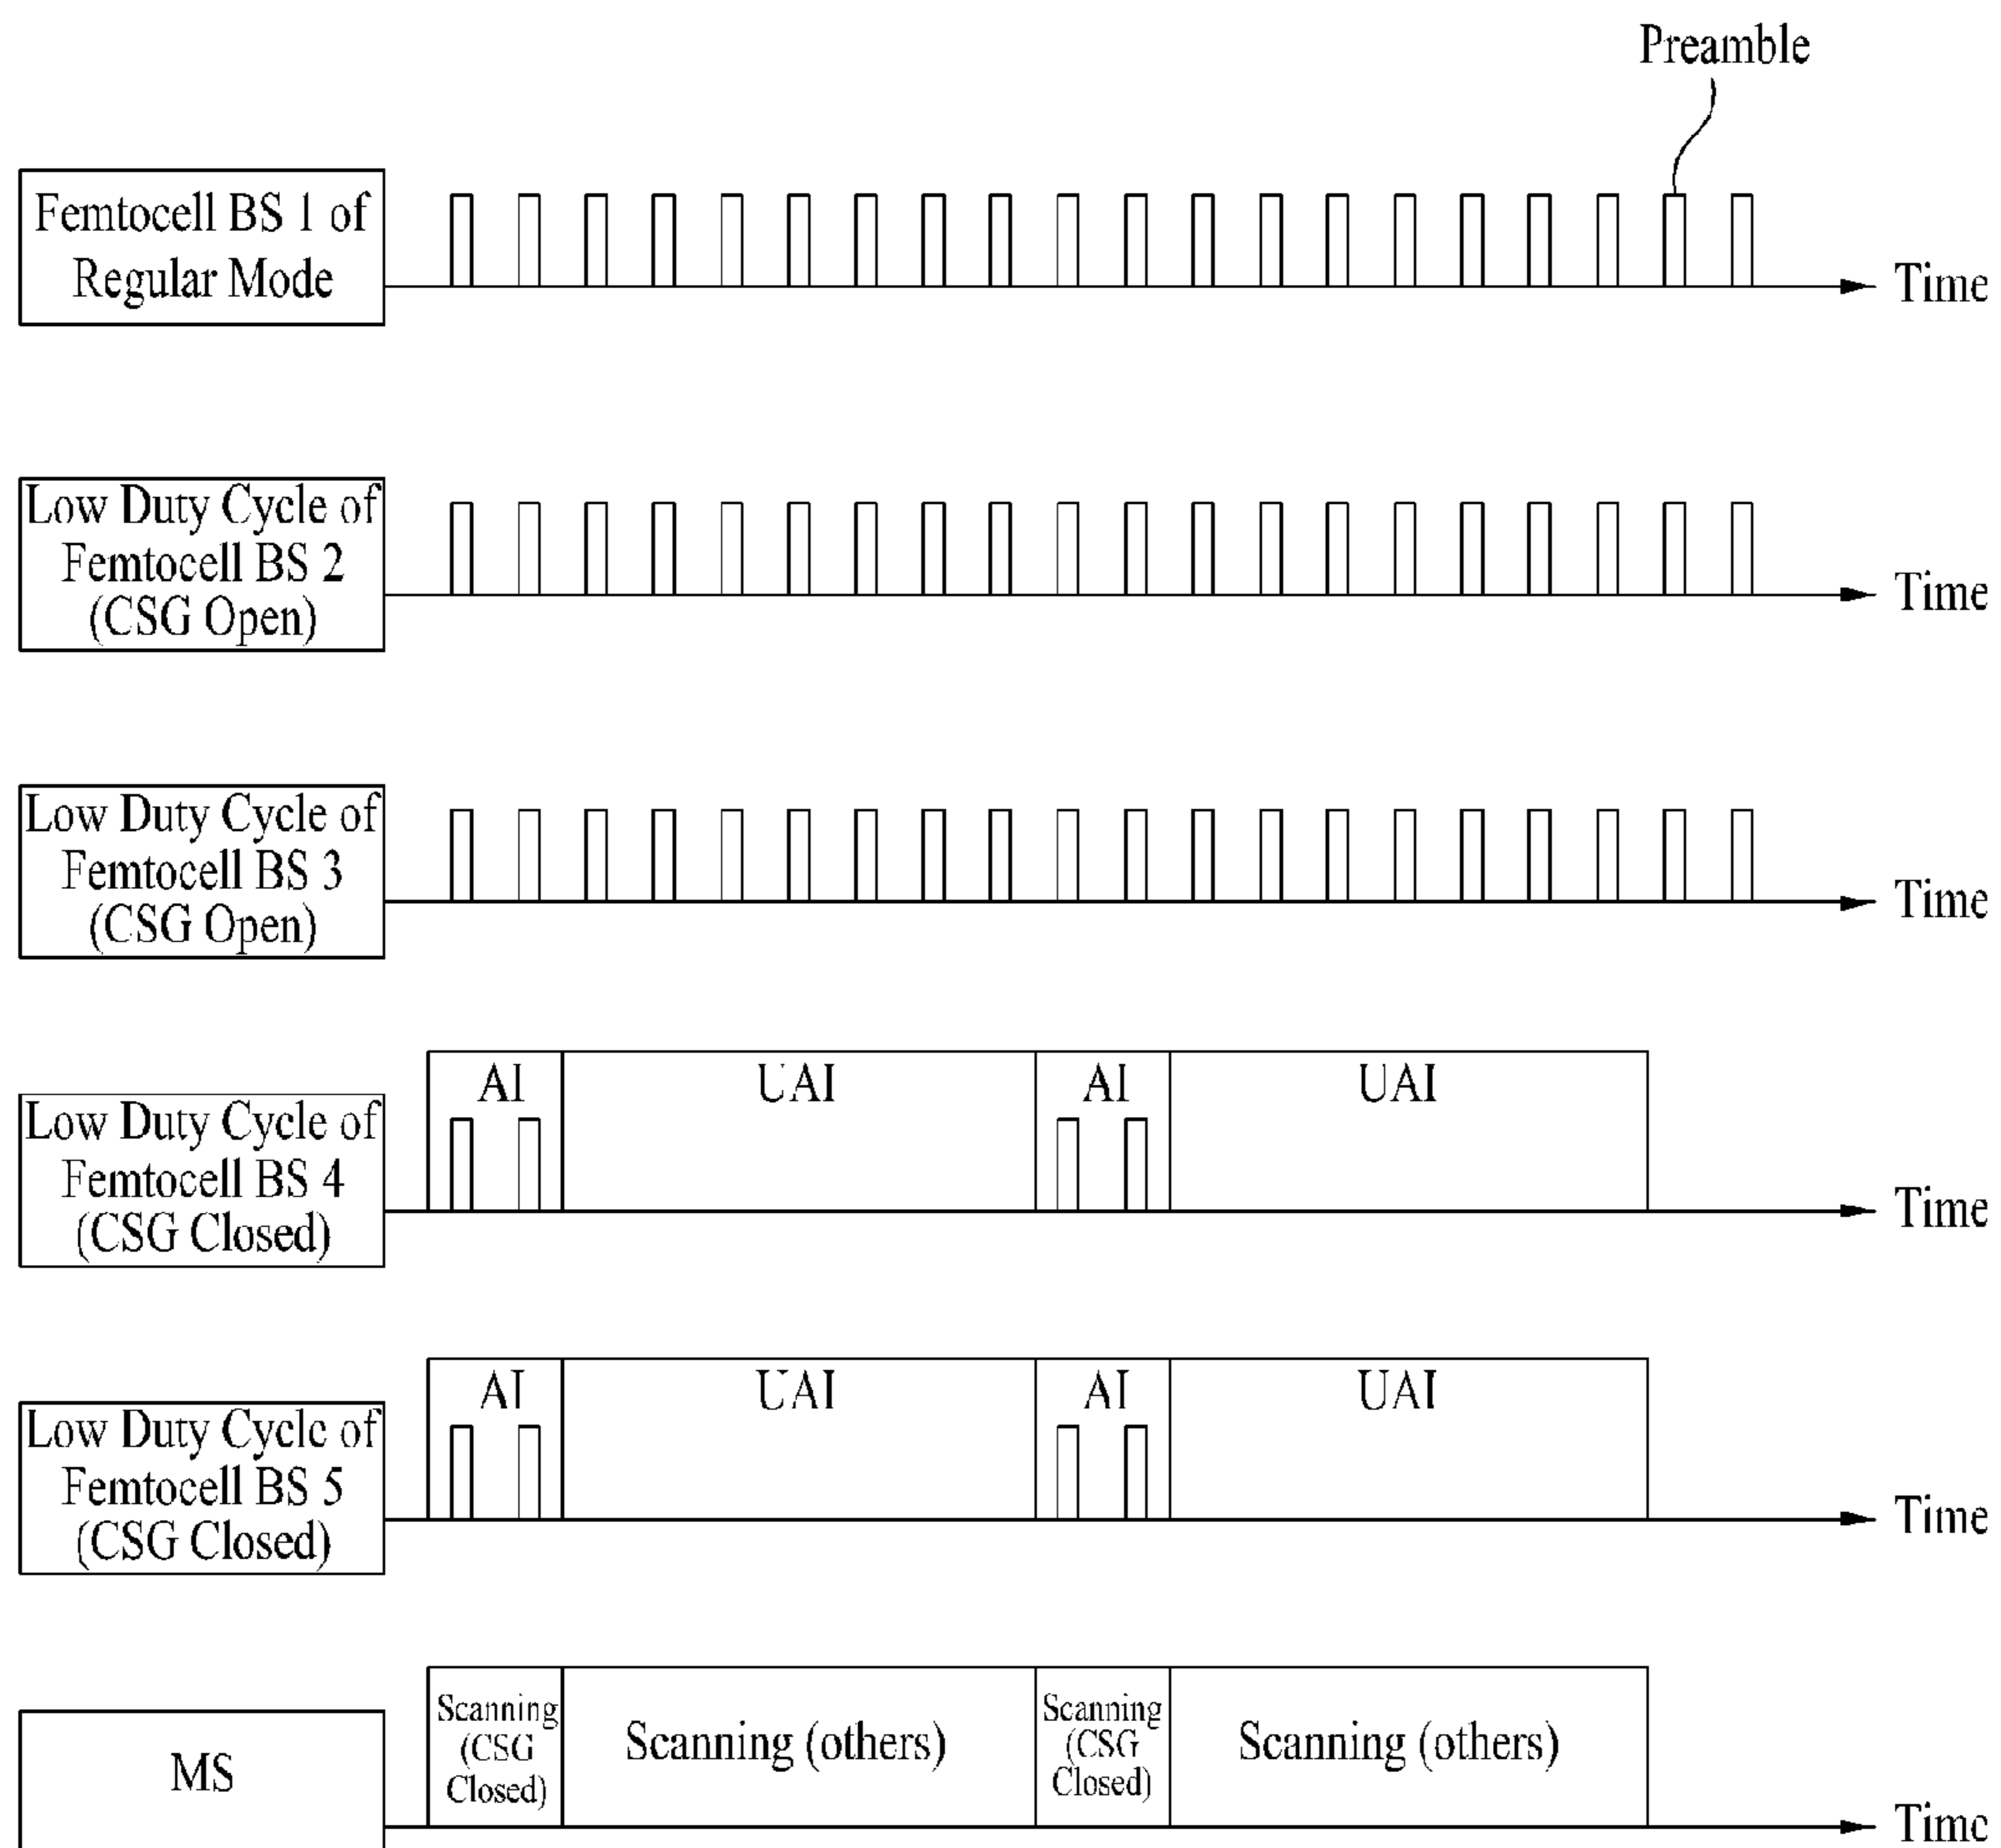 Preamble
Femtocell BS 1 of
Regular Mode
Time
Low Duty Cycle of
Femtocell BS 2
(CSG Open)
Time
Low Duty Cycle of
Femtocell BS 3
(CSG Open)
Time
AI
UAI
AI
UAI
Low Duty Cycle of
Femtocell BS 4
(CSG Closed)
Time
AI
UAI
AI
UAI
Low Duty Cycle of
Femtocell BS 5
(CSG Closed)
Time
MS
Scanning
(CSG
Closed)
Scanning (others)
Scanning
(CSG
Closed)
Scanning (others)
Time